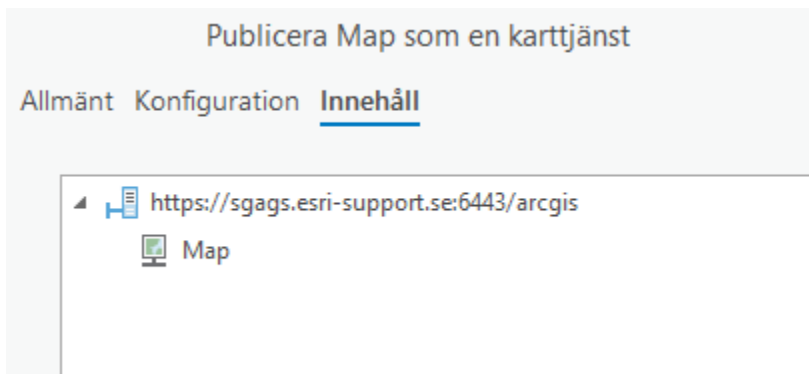 Publicera Map som en karttjänst
Allmänt Konfiguration Innehåll
https://sgags.esri-support.se:6443/arcgis
Map